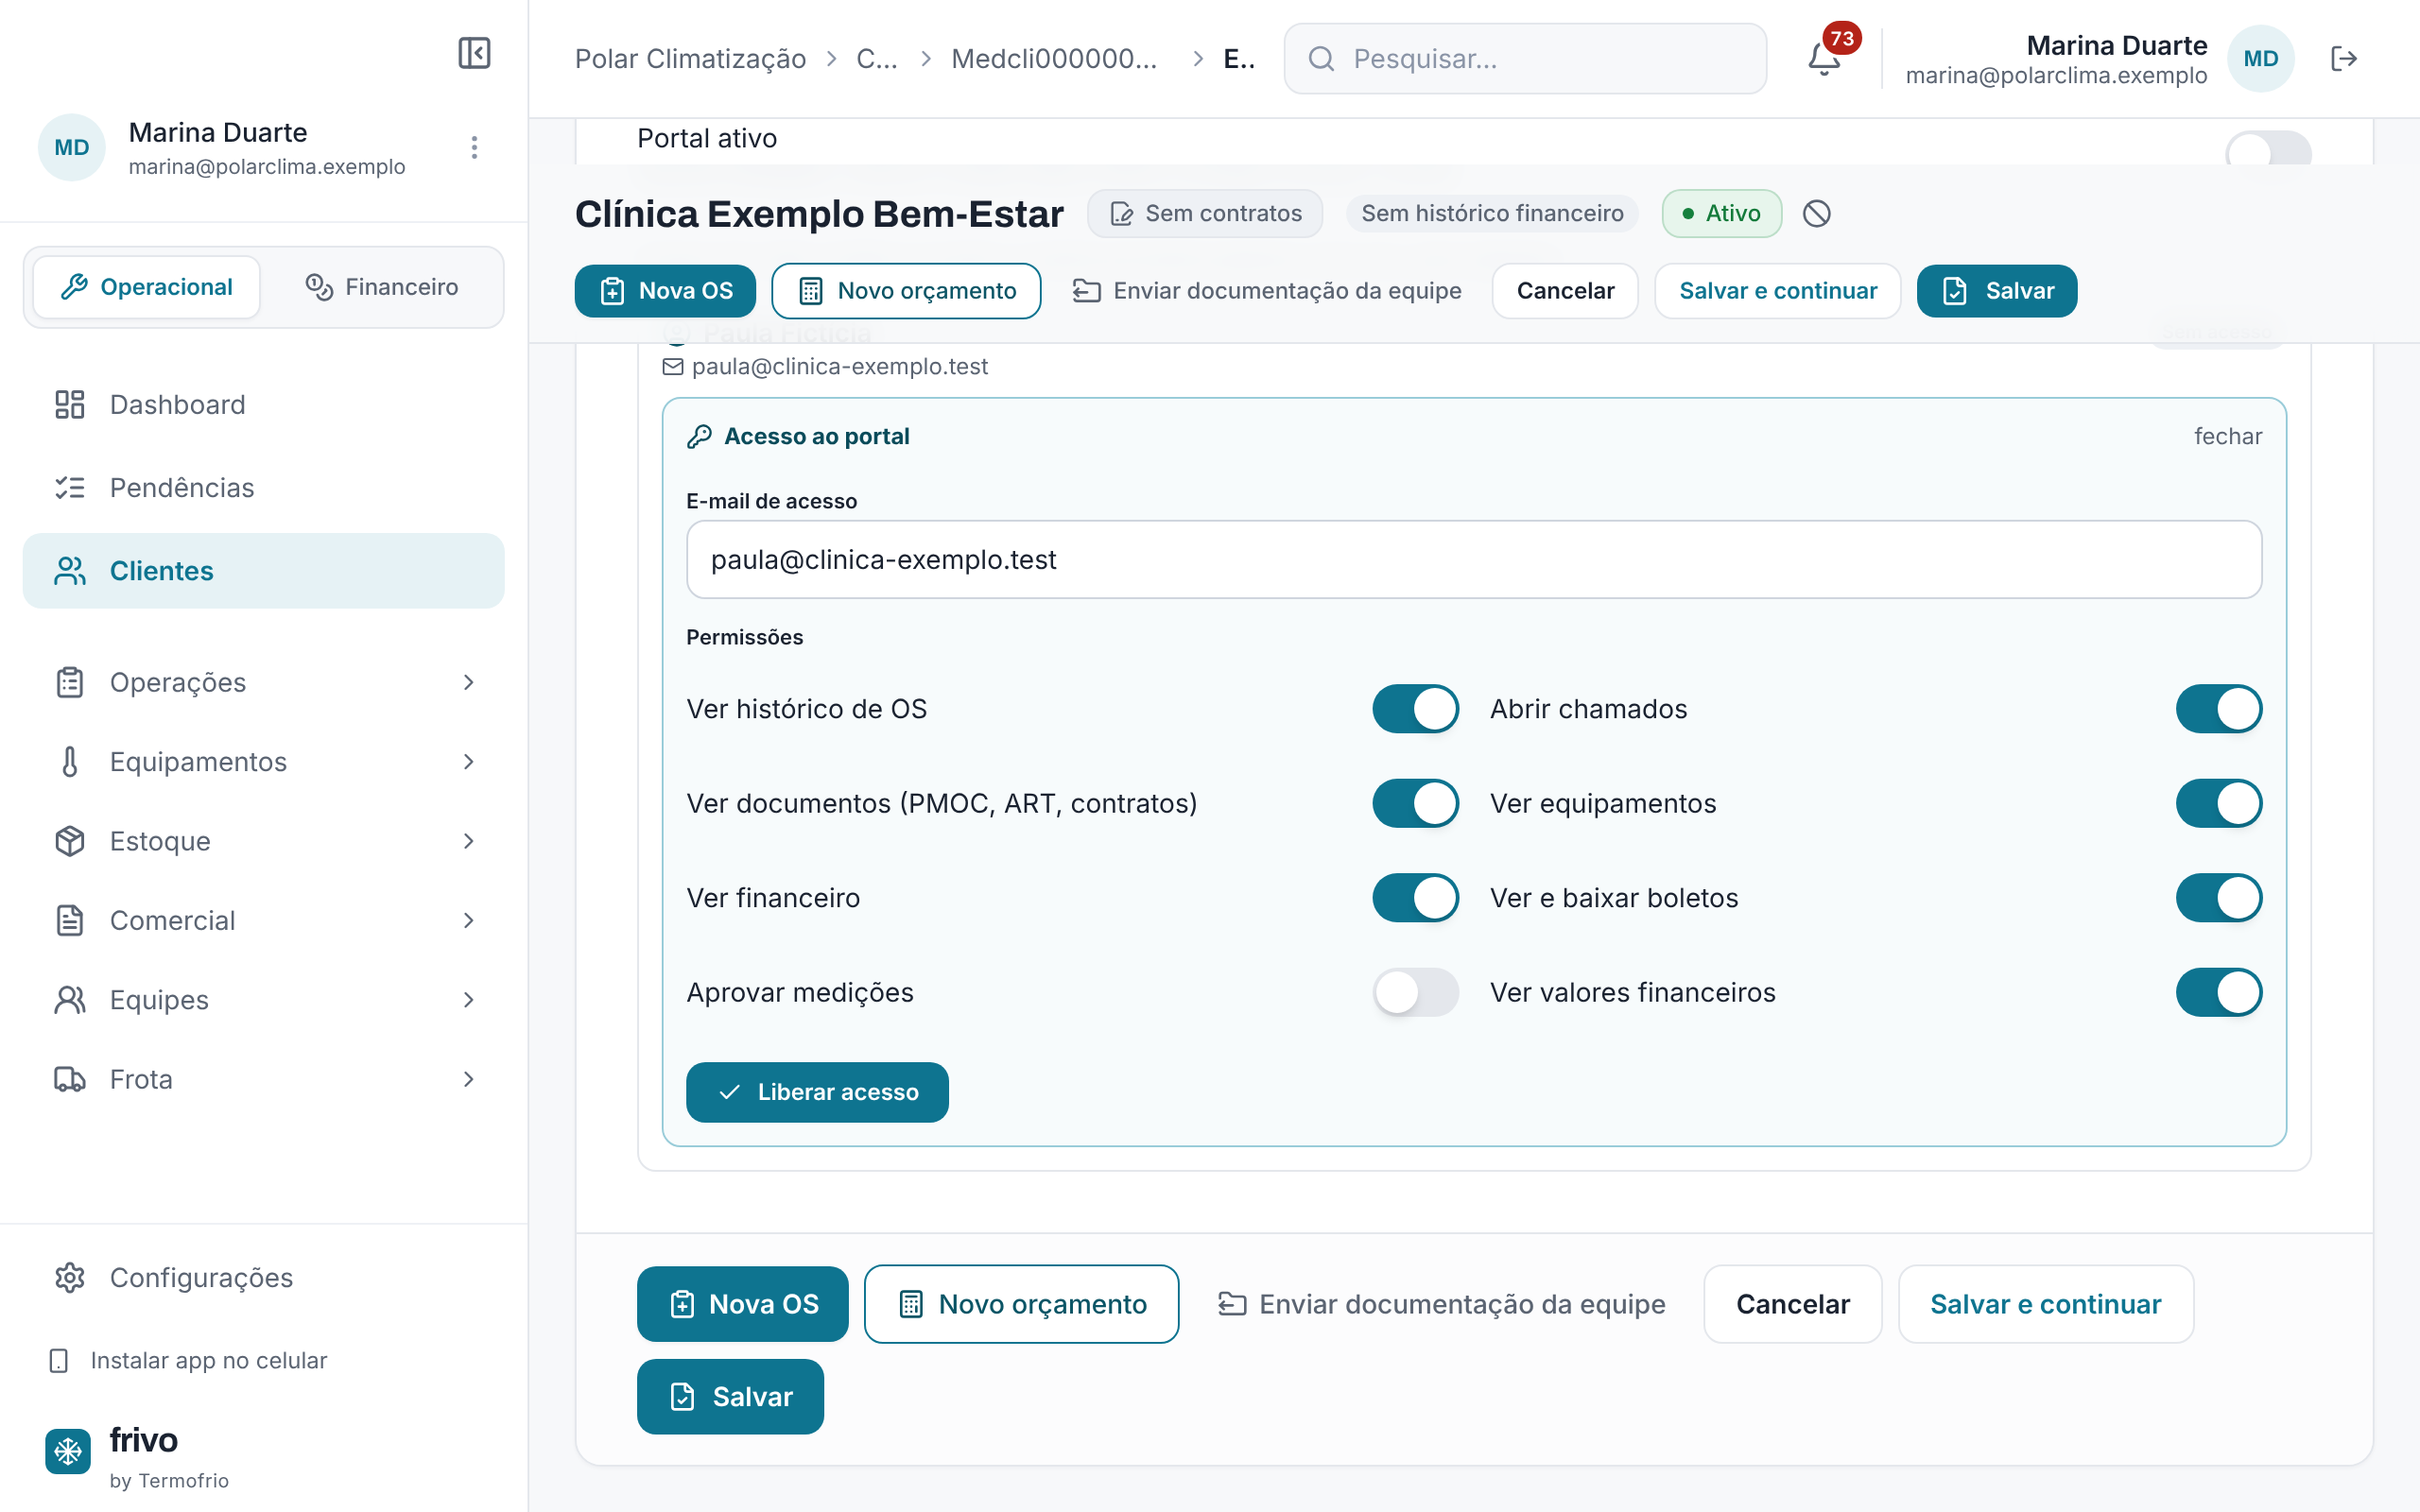 Polar Climatização > C... > Medcli000000... > E..
Pesquisar...
73
Marina Duarte
marina@polarclima.exemplo
MD
MD
Marina Duarte
marina@polarclima.exemplo
Operacional
Financeiro
Dashboard
Pendências
Clientes
Operações
Equipamentos
Estoque
Comercial
Equipes
Frota
Configurações
Instalar app no celular
frivo
by Termofrio
Portal ativo
Clínica Exemplo Bem-Estar
Sem contratos
Sem histórico financeiro
Ativo
Nova OS
Novo orçamento
Enviar documentação da equipe
Cancelar
Salvar e continuar
Salvar
Paula Fictícia
Sem acesso
paula@clinica-exemplo.test
Acesso ao portal
fechar
E-mail de acesso
paula@clinica-exemplo.test
Permissões
Ver histórico de OS
Abrir chamados
Ver documentos (PMOC, ART, contratos)
Ver equipamentos
Ver financeiro
Ver e baixar boletos
Aprovar medições
Ver valores financeiros
Liberar acesso
Nova OS
Novo orçamento
Enviar documentação da equipe
Cancelar
Salvar e continuar
Salvar